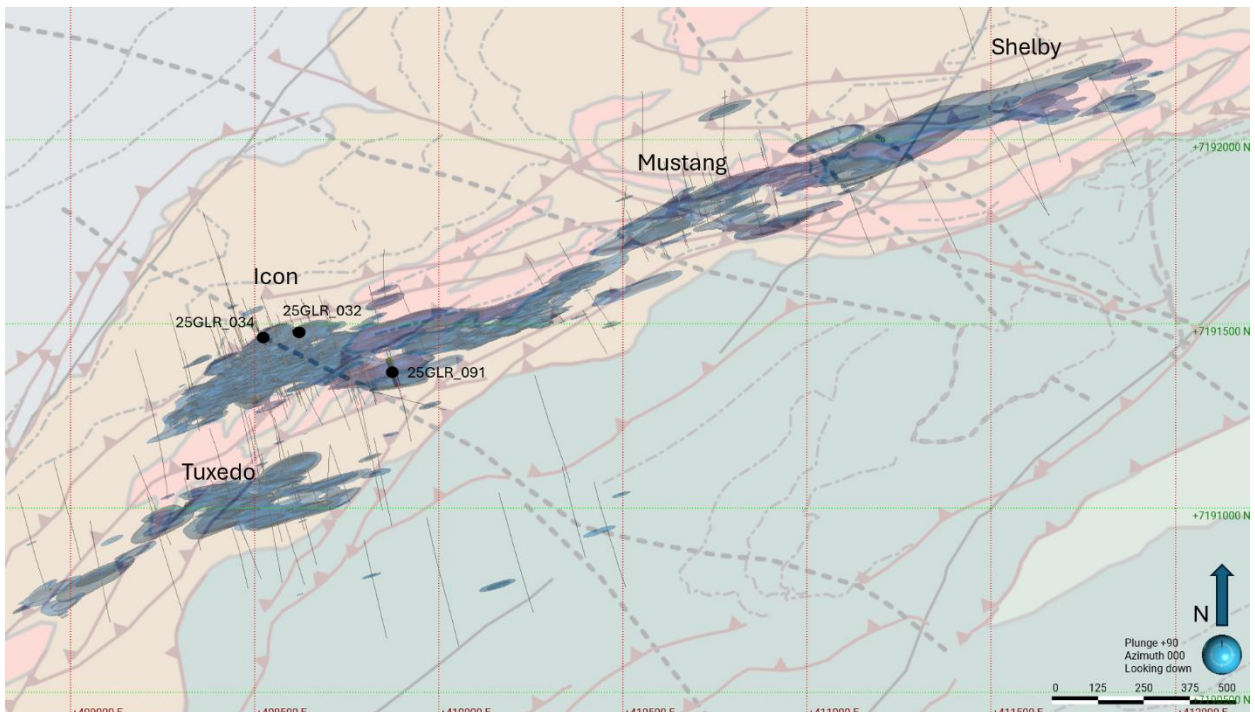 Shelby
+7192000 N
Mustang
Icon
25GLR_032
25GLR_034
+7191500 N
25GLR_091
Tuxedo
+7191000 N
N
Plunge +90
Azimuth 000
Looking down
0 125 250 375 500
+7190500 N